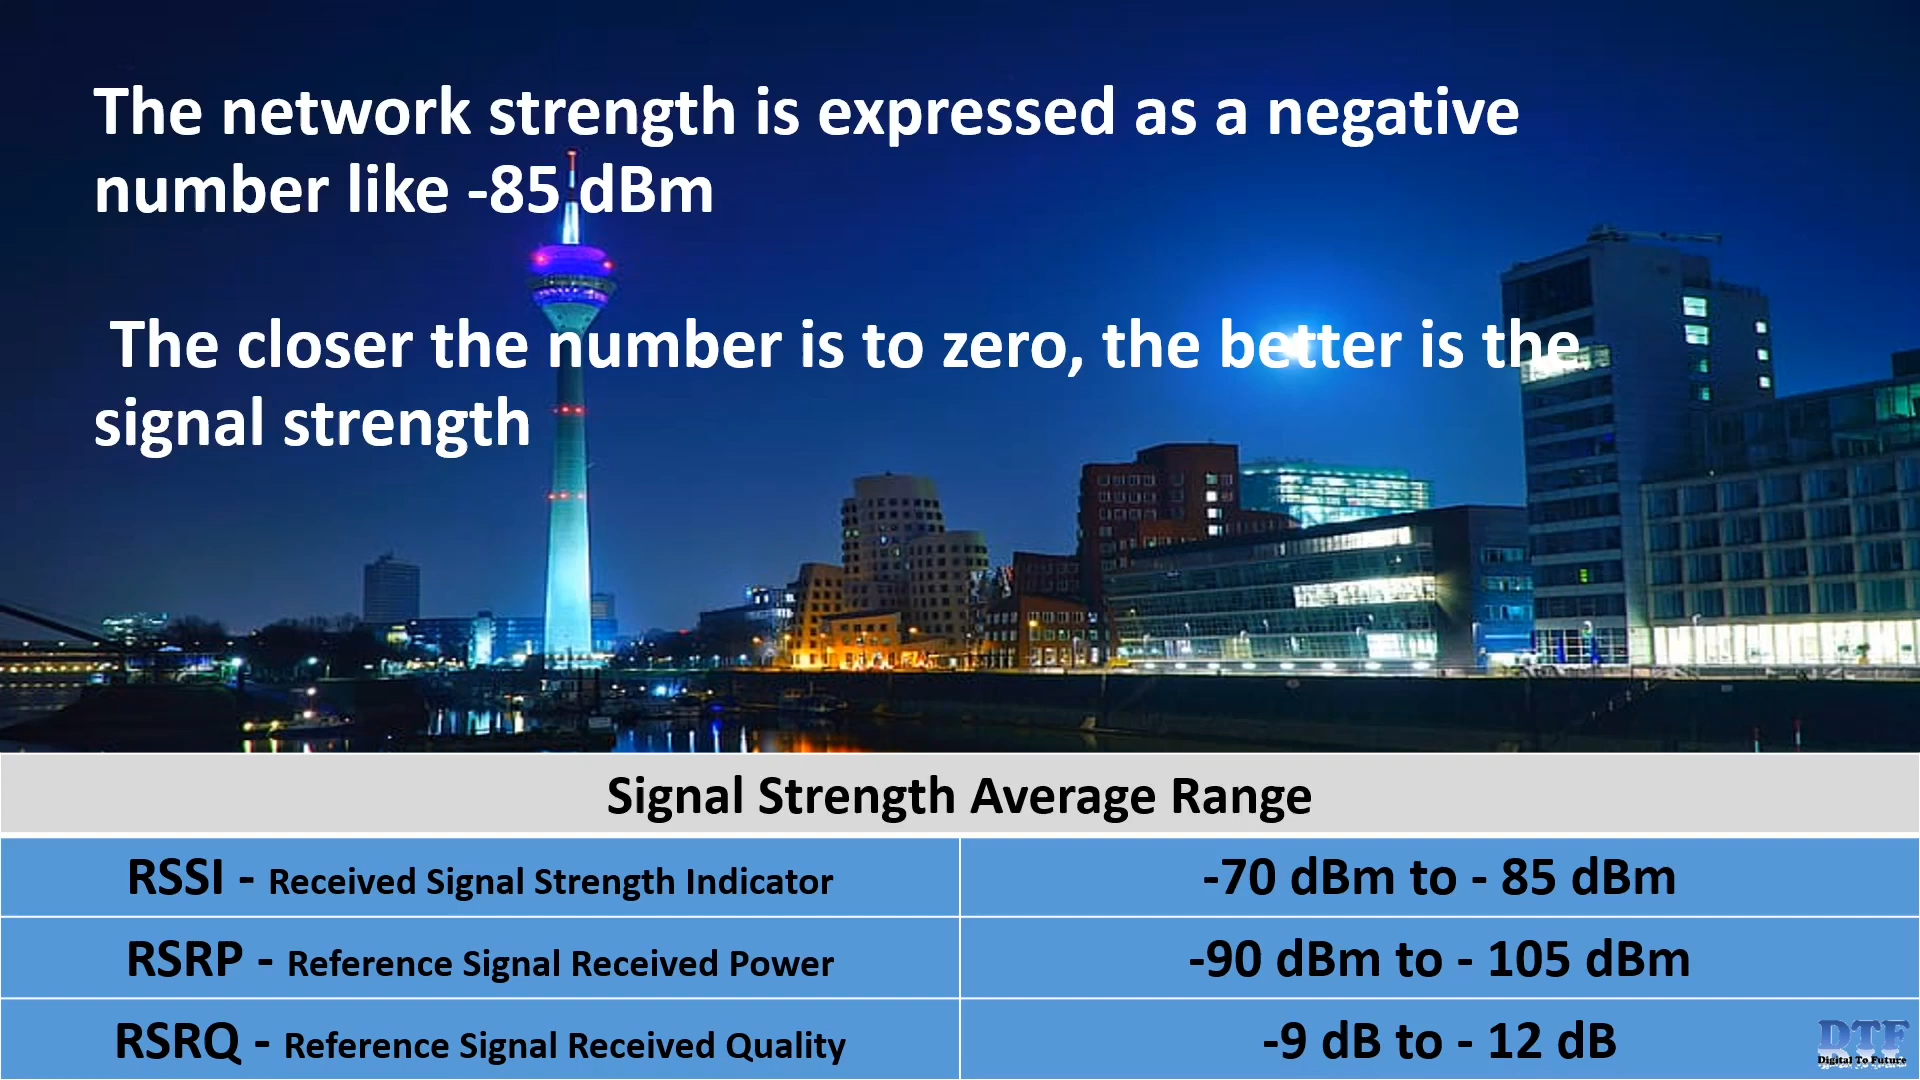 The network strength is expressed as a negative
number like -85 dBm
The closer the number is to zero, the better is the
signal strength
Signal Strength Average Range
RSSI - Received Signal Strength Indicator -70 dBm to - 85 dBm
RSRP - Reference Signal Received Power -90 dBm to - 105 dBm
RSRQ - Reference Signal Received Quality -9 dB to - 12 dB
DTF
Digital To Future